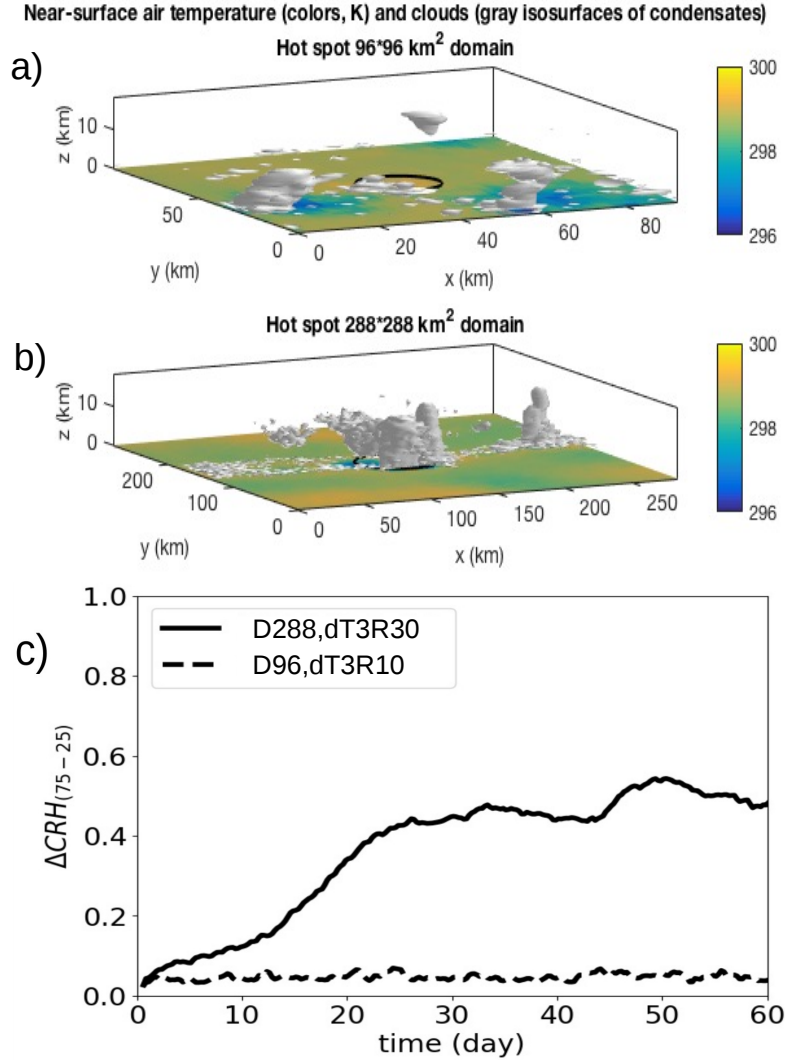 Near-surface air temperature (colors, K) and clouds (gray isosurfaces of condensates)
Hot spot 96*96 km² domain
a)
z (km)
10
0
50
0
y (km)
0
20
40
60
80
x (km)
300
298
296
Hot spot 288*288 km² domain
b)
z (km)
10
0
200
100
0
y (km)
0
50
100
150
200
250
x (km)
300
298
296
c)
1.0
0.8
0.6
0.4
0.2
0.0
ΔCRH(75−25)
D288,dT3R30
D96,dT3R10
0
10
20
30
40
50
60
time (day)